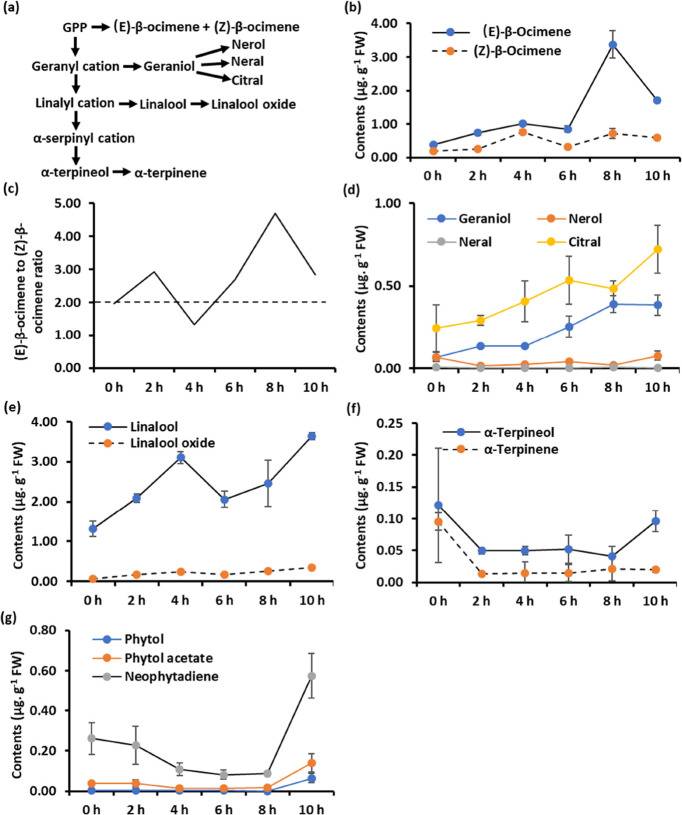 (a)
GPP (E)-β-ocimene + (Z)-β-ocimene
Nerol
Geranyl cation Geraniol Neral
Citral
Linalyl cation Linalool Linalool oxide
α-serpinyl cation
α-terpineol α-terpinene
(b)
(E)-β-Ocimene
(Z)-β-Ocimene
Contents (μg. g-1 FW)
4.00
3.00
2.00
1.00
0.00
0 h 2 h 4 h 6 h 8 h 10 h
(c)
(E)-β-ocimene to (Z)-β-
ocimene ratio
5.00
4.00
3.00
2.00
1.00
0.00
0 h 2 h 4 h 6 h 8 h 10 h
(d)
Geraniol Nerol
Neral Citral
Contents (μg. g-1 FW)
1.00
0.50
0.00
0 h 2 h 4 h 6 h 8 h 10 h
(e)
Linalool
Linalool oxide
Contents (μg. g-1 FW)
4.00
3.00
2.00
1.00
0.00
0 h 2 h 4 h 6 h 8 h 10 h
(f)
α-Terpineol
α-Terpinene
Contents (μg. g-1 FW)
0.25
0.20
0.15
0.10
0.05
0.00
0 h 2 h 4 h 6 h 8 h 10 h
(g)
Phytol
Phytol acetate
Neophytadiene
Contents (μg. g-1 FW)
0.80
0.60
0.40
0.20
0.00
0 h 2 h 4 h 6 h 8 h 10 h